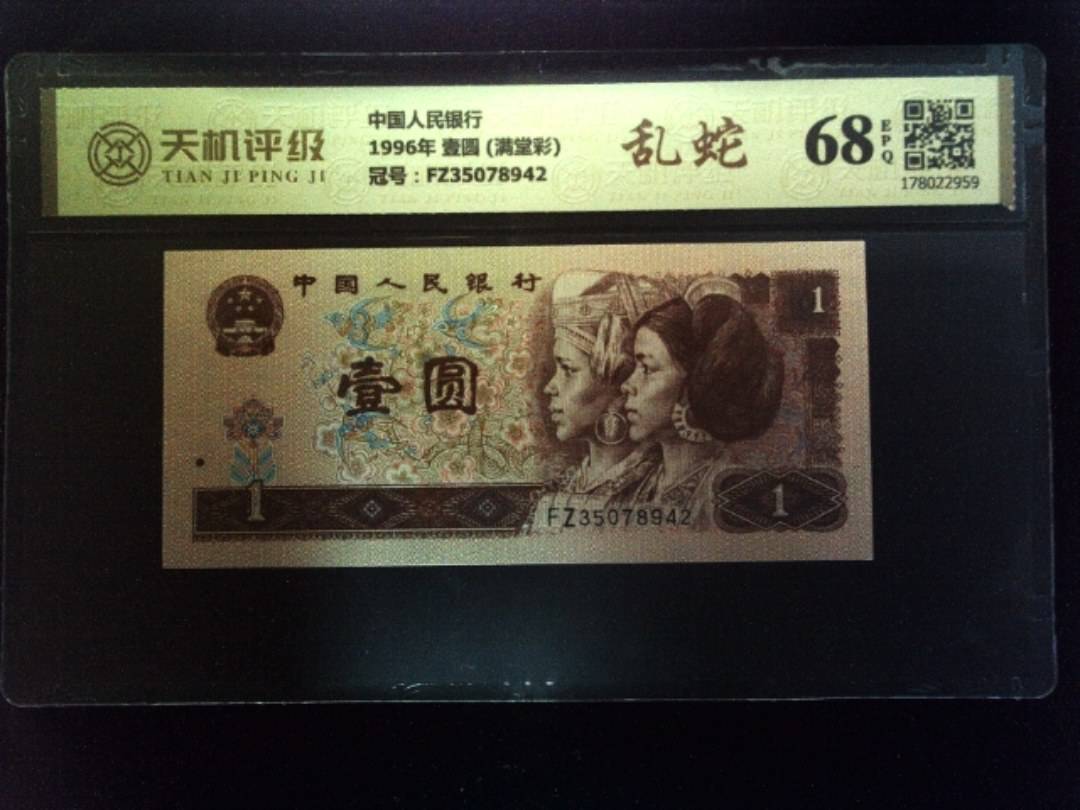 天机评级
TIAN JI PING JI
中国人民银行
1996年 壹圆 (满堂彩)
冠号：FZ35078942
乱蛇
68
EPQ
178022959
中国人民银行
1
壹圆
1
FZ35078942
1